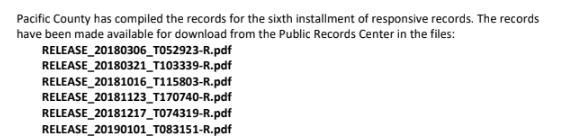 Pacific County has compiled the records for the sixth installment of responsive records. The records
have been made available for download from the Public Records Center in the files:
RELEASE_20180306_T052923-R.pdf
RELEASE_20180321_T103339-R.pdf
RELEASE_20181016_T115803-R.pdf
RELEASE_20181123_T170740-R.pdf
RELEASE_20181217_T074319-R.pdf
RELEASE_20190101_T083151-R.pdf